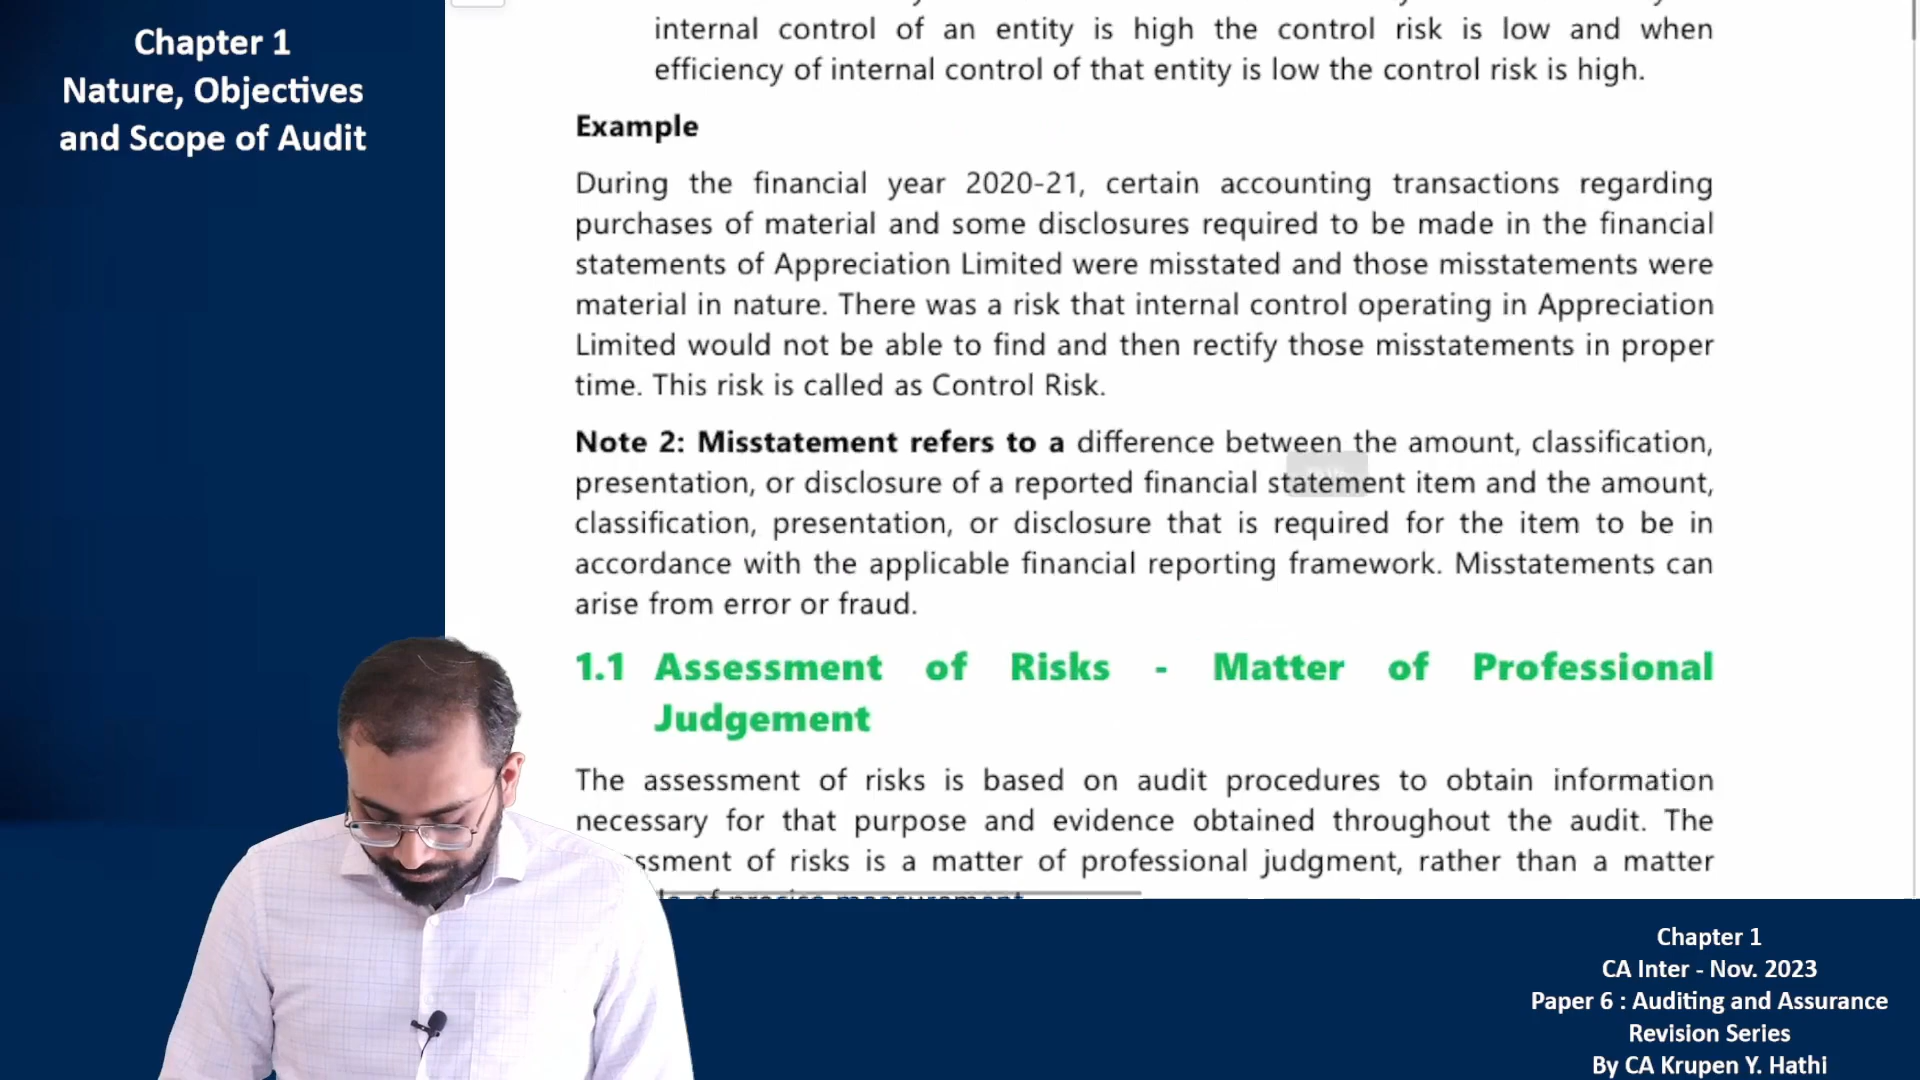 Chapter 1
Nature, Objectives
and Scope of Audit
internal control of an entity is high the control risk is low and when
efficiency of internal control of that entity is low the control risk is high.
Example
During the financial year 2020-21, certain accounting transactions regarding
purchases of material and some disclosures required to be made in the financial
statements of Appreciation Limited were misstated and those misstatements were
material in nature. There was a risk that internal control operating in Appreciation
Limited would not be able to find and then rectify those misstatements in proper
time. This risk is called as Control Risk.
Note 2: Misstatement refers to a difference between the amount, classification,
presentation, or disclosure of a reported financial statement item and the amount,
classification, presentation, or disclosure that is required for the item to be in
accordance with the applicable financial reporting framework. Misstatements can
arise from error or fraud.
1.1 Assessment of Risks - Matter of Professional
Judgement
The assessment of risks is based on audit procedures to obtain information
necessary for that purpose and evidence obtained throughout the audit. The
of risks is a matter of professional judgment, rather than a matter
of precise measurement
Chapter 1
CA Inter - Nov. 2023
Paper 6 : Auditing and Assurance
Revision Series
By CA Krupen Y. Hathi